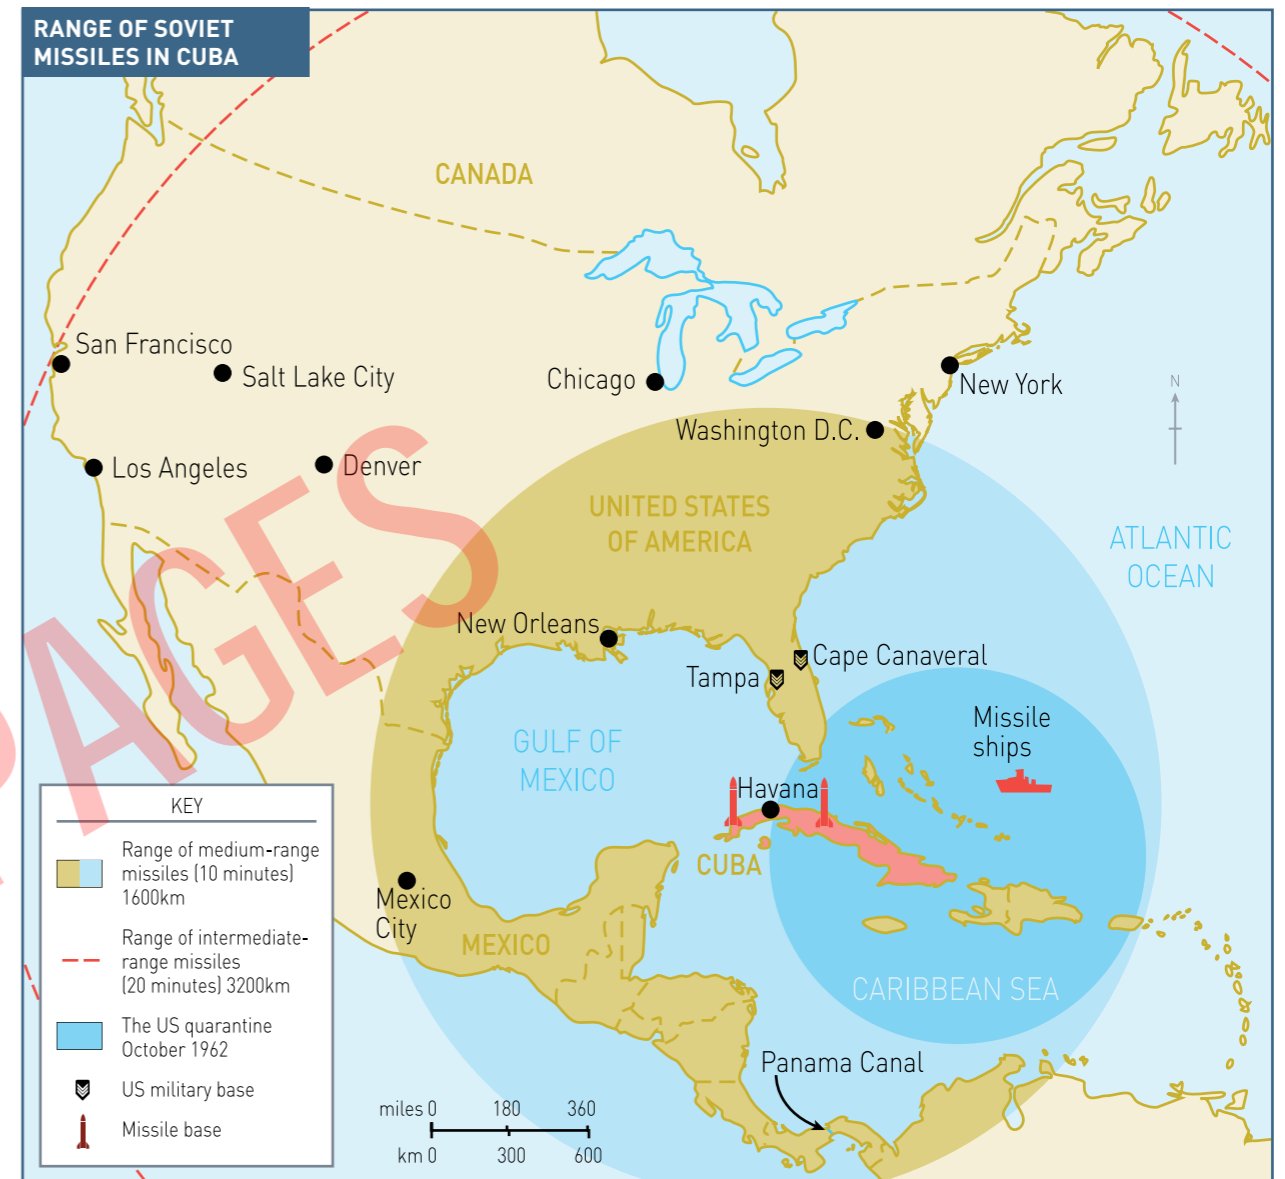 RANGE OF SOVIET
MISSILES IN CUBA
CANADA
San Francisco
Salt Lake City
Chicago
New York
N
Washington D.C.
Los Angeles
Denver
UNITED STATES
OF AMERICA
ATLANTIC
OCEAN
New Orleans
Cape Canaveral
Tampa
Missile
ships
GULF OF
MEXICO
Havana
CUBA
Mexico
City
MEXICO
CARIBBEAN SEA
Panama Canal
KEY
Range of medium-range
missiles (10 minutes)
1600km
Range of intermediate-
range missiles
(20 minutes) 3200km
The US quarantine
October 1962
US military base
Missile base
miles 0 180 360
km 0 300 600
PAGES